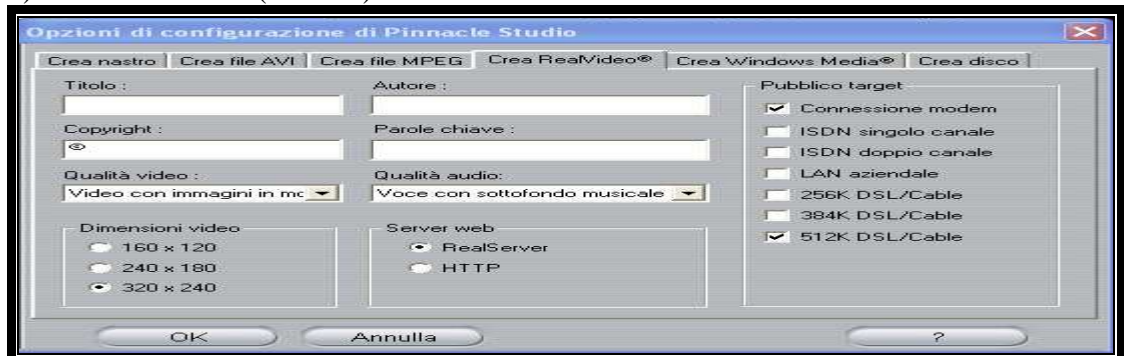 Opzioni di configurazione di Pinnacle Studio
Crea nastro Crea file AVI Crea file MPEG Crea RealVideo® Crea Windows Media® Crea disco
Titolo :
Autore :
Copyright :
©
Parole chiave :
Qualità video :
Video con immagini in mc
Qualità audio:
Voce con sottofondo musicale
Dimensioni video
160 x 120
240 x 180
320 x 240
Server web
RealServer
HTTP
Pubblico target
Connessione modem
ISDN singolo canale
ISDN doppio canale
LAN aziendale
256K DSL/Cable
384K DSL/Cable
512K DSL/Cable
OK Annulla ?